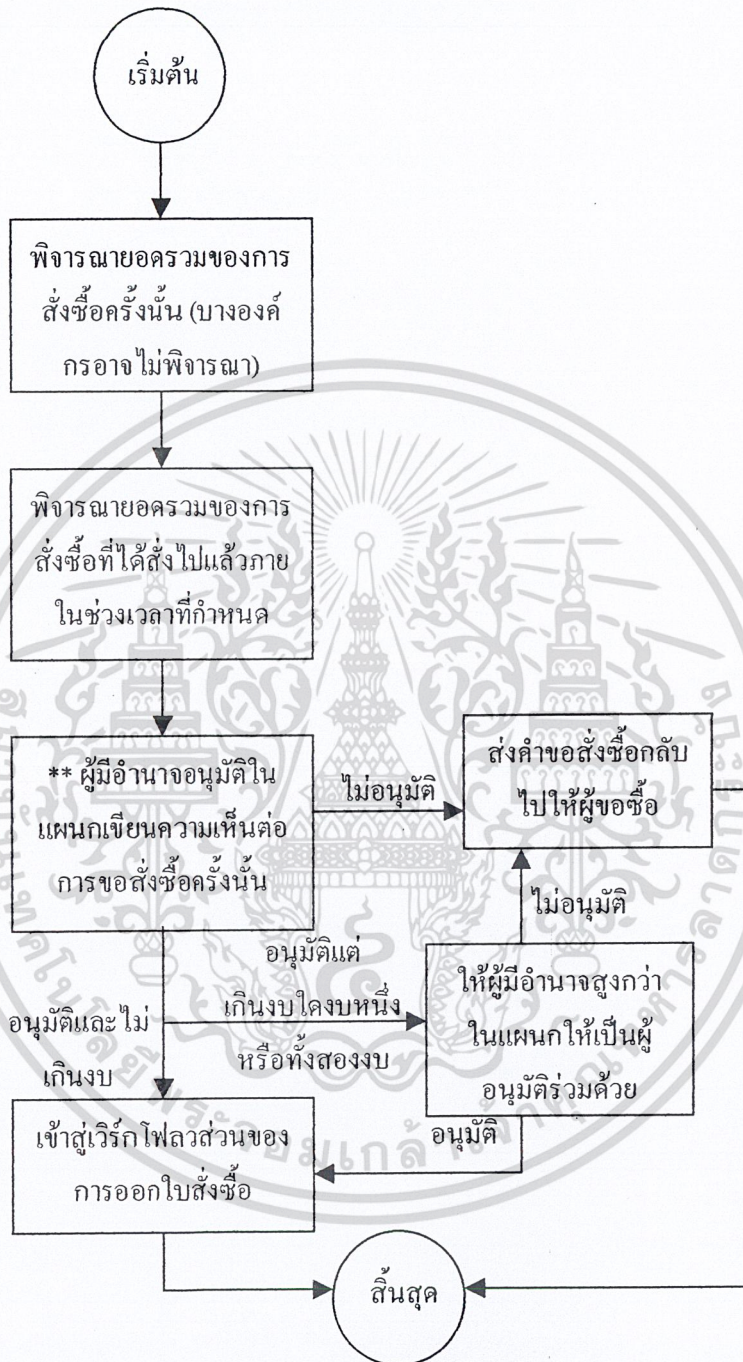 เริ่มต้น
พิจารณายอดรวมของการ
สั่งซื้อครั้งนั้น (บางองค์
กรอาจไม่พิจารณา)
พิจารณายอดรวมของการ
สั่งซื้อที่ได้สั่งไปแล้วภาย
ในช่วงเวลาที่กำหนด
** ผู้มีอำนาจอนุมัติใน
แผนกเขียนความเห็นต่อ
การขอสั่งซื้อครั้งนั้น
ไม่อนุมัติ
ส่งคำขอสั่งซื้อกลับ
ไปให้ผู้ขอซื้อ
ไม่อนุมัติ
อนุมัติแต่
เกินงบใดงบหนึ่ง
หรือทั้งสองงบ
ให้ผู้มีอำนาจสูงกว่า
ในแผนกให้เป็นผู้
อนุมัติร่วมด้วย
อนุมัติและไม่
เกินงบ
อนุมัติ
เข้าสู่เวิร์กโฟลวส่วนของ
การออกใบสั่งซื้อ
สิ้นสุด